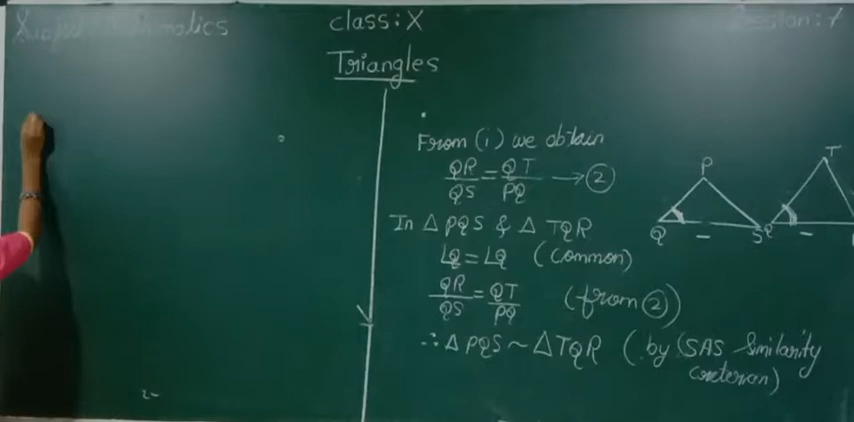 class: X
Triangles
From (i) we obtain
QR/QS = QT/PQ → 2
In △ PQS & △ TQR
∠Q = ∠Q (common)
QR/QS = QT/PQ (from 2)
∴ △ PQS ~ △ TQR (by (SAS Similarity
P
T
Q
S
Q